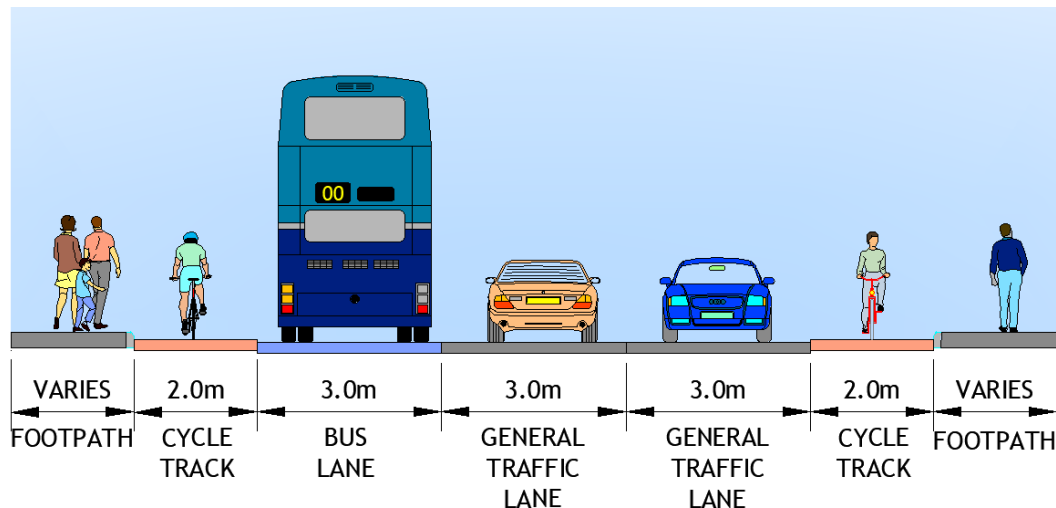 00
VARIES
2.0m
3.0m
3.0m
3.0m
2.0m
VARIES
FOOTPATH
CYCLE
TRACK
BUS
LANE
GENERAL
TRAFFIC
LANE
GENERAL
TRAFFIC
LANE
CYCLE
TRACK
FOOTPATH